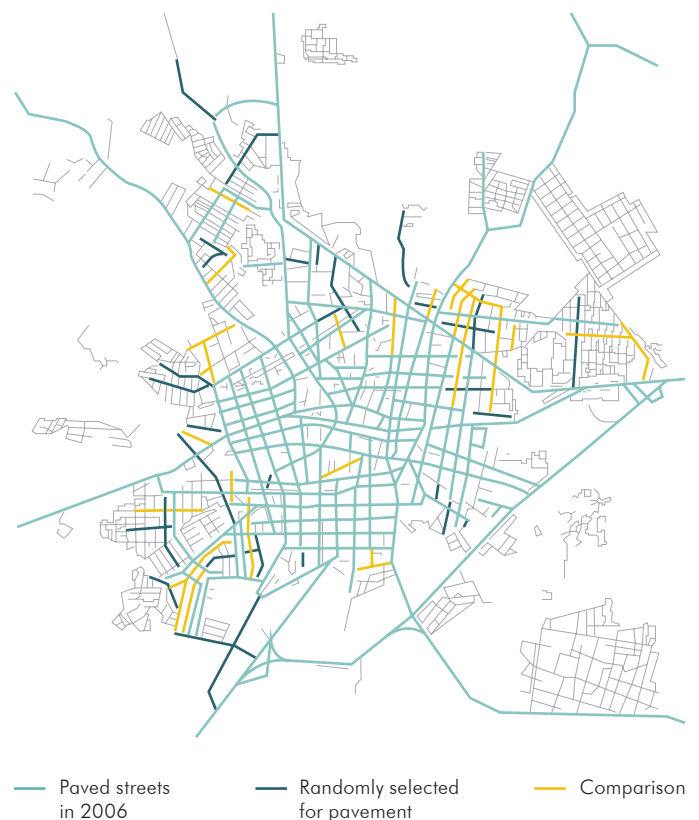 Paved streets
in 2006
Randomly selected
for pavement
Comparison